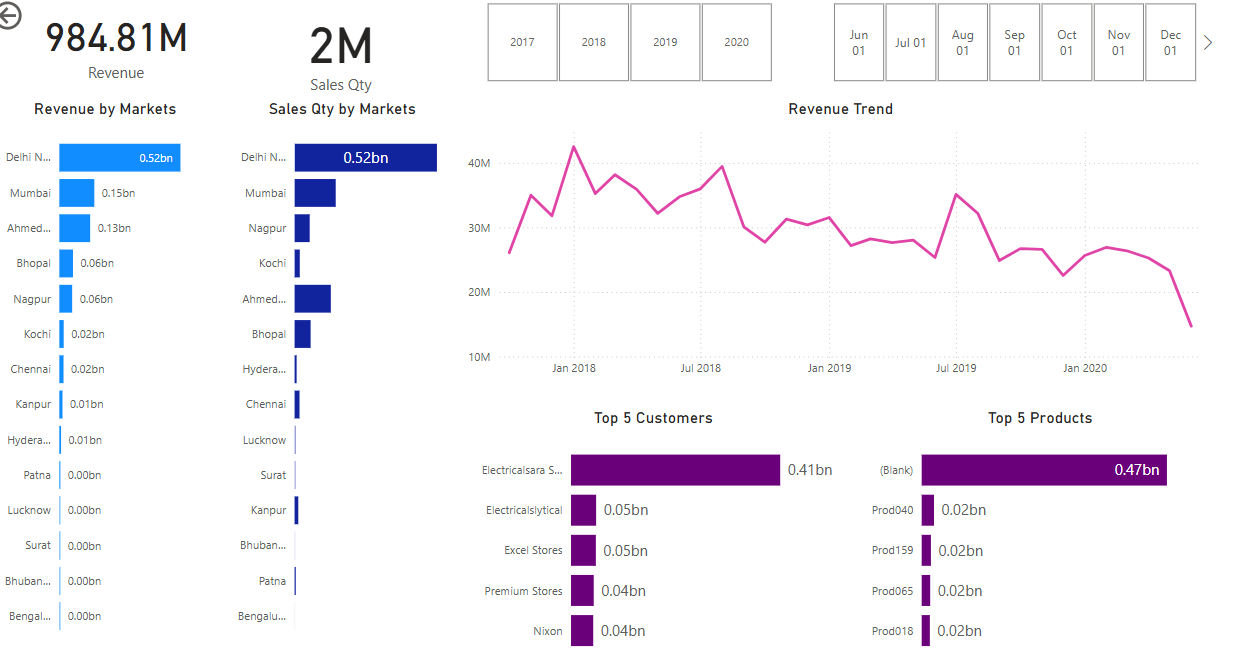 984.81M
Revenue
2M
Sales Qty
2017
2018
2019
2020
Jun
01
Jul 01
Aug
01
Sep
01
Oct
01
Nov
01
Dec
01
Revenue by Markets
Delhi N...
0.52bn
Mumbai
0.15bn
Ahmed...
0.13bn
Bhopal
0.06bn
Nagpur
0.06bn
Kochi
0.02bn
Chennai
0.02bn
Kanpur
0.01bn
Hydera...
0.01bn
Patna
0.00bn
Lucknow
0.00bn
Surat
0.00bn
Bhuban...
0.00bn
Bengal...
0.00bn
Sales Qty by Markets
Delhi N...
0.52bn
Mumbai
Nagpur
Kochi
Ahmed...
Bhopal
Hydera...
Chennai
Lucknow
Surat
Kanpur
Bhuban...
Patna
Bengalu...
Revenue Trend
40M
30M
20M
10M
Jan 2018
Jul 2018
Jan 2019
Jul 2019
Jan 2020
Top 5 Customers
Electricalsara S...
0.41bn
Electricalslytical
0.05bn
Excel Stores
0.05bn
Premium Stores
0.04bn
Nixon
0.04bn
Top 5 Products
(Blank)
0.47bn
Prod040
0.02bn
Prod159
0.02bn
Prod065
0.02bn
Prod018
0.02bn